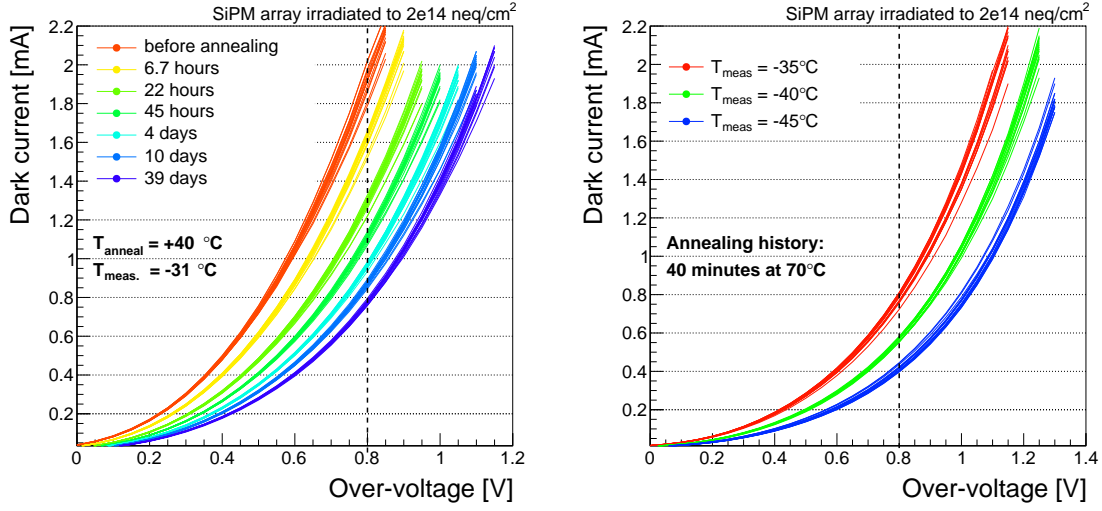 SiPM array irradiated to 2e14 neq/cm²
Dark current [mA]
2.2
2
1.8
1.6
1.4
1.2
1
0.8
0.6
0.4
0.2
before annealing
6.7 hours
22 hours
45 hours
4 days
10 days
39 days
T_anneal = +40 °C
T_meas. = -31 °C
0 0.2 0.4 0.6 0.8 1 1.2
Over-voltage [V]
SiPM array irradiated to 2e14 neq/cm²
Dark current [mA]
2.2
2
1.8
1.6
1.4
1.2
1
0.8
0.6
0.4
0.2
T_meas = -35°C
T_meas = -40°C
T_meas = -45°C
Annealing history:
40 minutes at 70°C
0 0.2 0.4 0.6 0.8 1 1.2 1.4
Over-voltage [V]